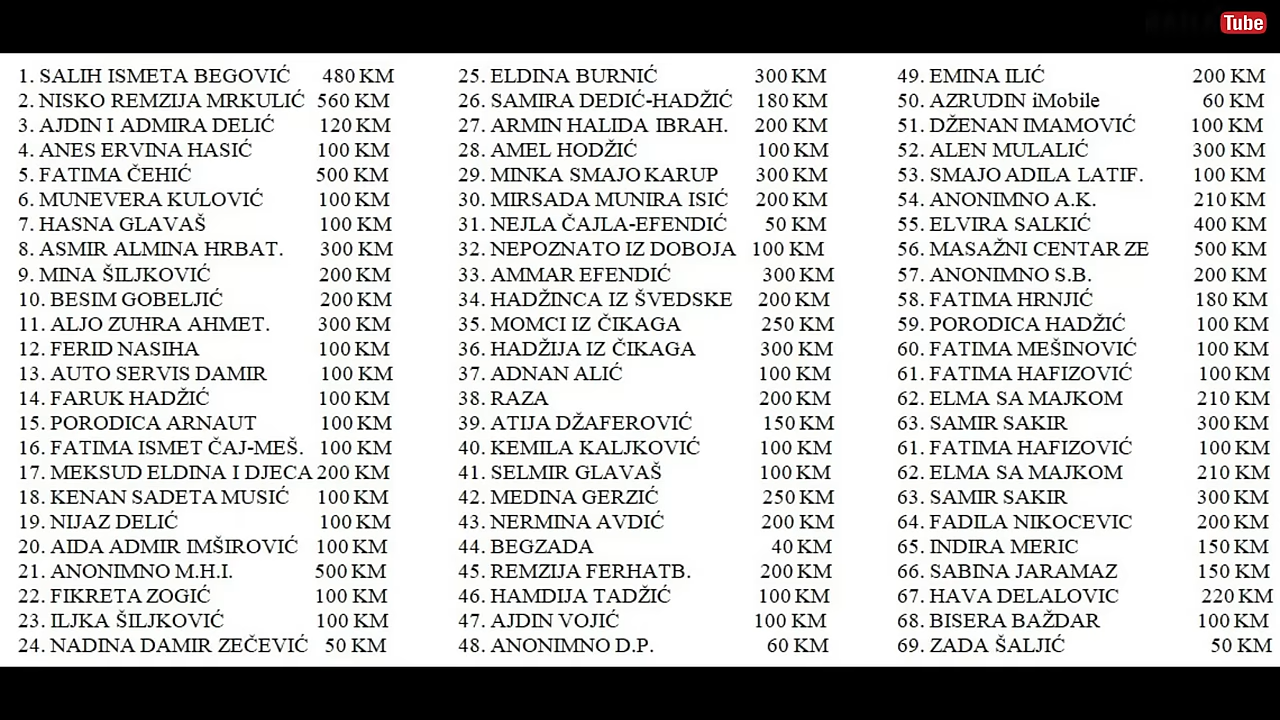 Tube
1. SALIH ISMETA BEGOVIĆ 480 KM
2. NISKO REMZIJA MRKULIĆ 560 KM
3. AJDIN I ADMIRA DELIĆ 120 KM
4. ANES ERVINA HASIĆ 100 KM
5. FATIMA ČEHIĆ 500 KM
6. MUNEVERA KULOVIĆ 100 KM
7. HASNA GLAVAŠ 100 KM
8. ASMIR ALMINA HRBAT. 300 KM
9. MINA ŠILJKOVIĆ 200 KM
10. BESIM GOBELJIĆ 200 KM
11. ALJO ZUHRA AHMET. 300 KM
12. FERID NASIHA 100 KM
13. AUTO SERVIS DAMIR 100 KM
14. FARUK HADŽIĆ 100 KM
15. PORODICA ARNAUT 100 KM
16. FATIMA ISMET ČAJ-MEŠ. 100 KM
17. MEKSUD ELDINA I DJECA 200 KM
18. KENAN SADETA MUSIĆ 100 KM
19. NIJAZ DELIĆ 100 KM
20. AIDA ADMIR IMŠIROVIĆ 100 KM
21. ANONIMNO M.H.I. 500 KM
22. FIKRETA ZOGIĆ 100 KM
23. ILJKA ŠILJKOVIĆ 100 KM
24. NADINA DAMIR ZEČEVIĆ 50 KM
25. ELDINA BURNIĆ 300 KM
26. SAMIRA DEDIĆ-HADŽIĆ 180 KM
27. ARMIN HALIDA IBRAH. 200 KM
28. AMEL HODŽIĆ 100 KM
29. MINKA SMAJO KARUP 300 KM
30. MIRSADA MUNIRA ISIĆ 200 KM
31. NEJLA ČAJLA-EFENDIĆ 50 KM
32. NEPOZNATO IZ DOBOJA 100 KM
33. AMMAR EFENDIĆ 300 KM
34. HADŽINCA IZ ŠVEDSKE 200 KM
35. MOMCI IZ ČIKAGA 250 KM
36. HADŽIJA IZ ČIKAGA 300 KM
37. ADNAN ALIĆ 100 KM
38. RAZA 200 KM
39. ATIJA DŽAFEROVIĆ 150 KM
40. KEMILA KALJKOVIĆ 100 KM
41. SELMIR GLAVAŠ 100 KM
42. MEDINA GERZIĆ 250 KM
43. NERMINA AVDIĆ 200 KM
44. BEGZADA 40 KM
45. REMZIJA FERHATB. 200 KM
46. HAMDIJA TADŽIĆ 100 KM
47. AJDIN VOJIĆ 100 KM
48. ANONIMNO D.P. 60 KM
49. EMINA ILIĆ 200 KM
50. AZRUDIN iMobile 60 KM
51. DŽENAN IMAMOVIĆ 100 KM
52. ALEN MULALIĆ 300 KM
53. SMAJO ADILA LATIF. 100 KM
54. ANONIMO A.K. 210 KM
55. ELVIRA SALKIĆ 400 KM
56. MASAŽNI CENTAR ZE 500 KM
57. ANONIMNO S.B. 200 KM
58. FATIMA HRNJIĆ 180 KM
59. PORODICA HADŽIĆ 100 KM
60. FATIMA MEŠINOVIĆ 100 KM
61. FATIMA HAFIZOVIĆ 100 KM
62. ELMA SA MAJKOM 210 KM
63. SAMIR SAKIR 300 KM
61. FATIMA HAFIZOVIĆ 100 KM
62. ELMA SA MAJKOM 210 KM
63. SAMIR SAKIR 300 KM
64. FADILA NIKOCEVIC 200 KM
65. INDIRA MERIC 150 KM
66. SABINA JARAMAZ 150 KM
67. HAVA DELALOVIC 220 KM
68. BISERA BAŽDAR 100 KM
69. ZADA ŠALJIĆ 50 KM